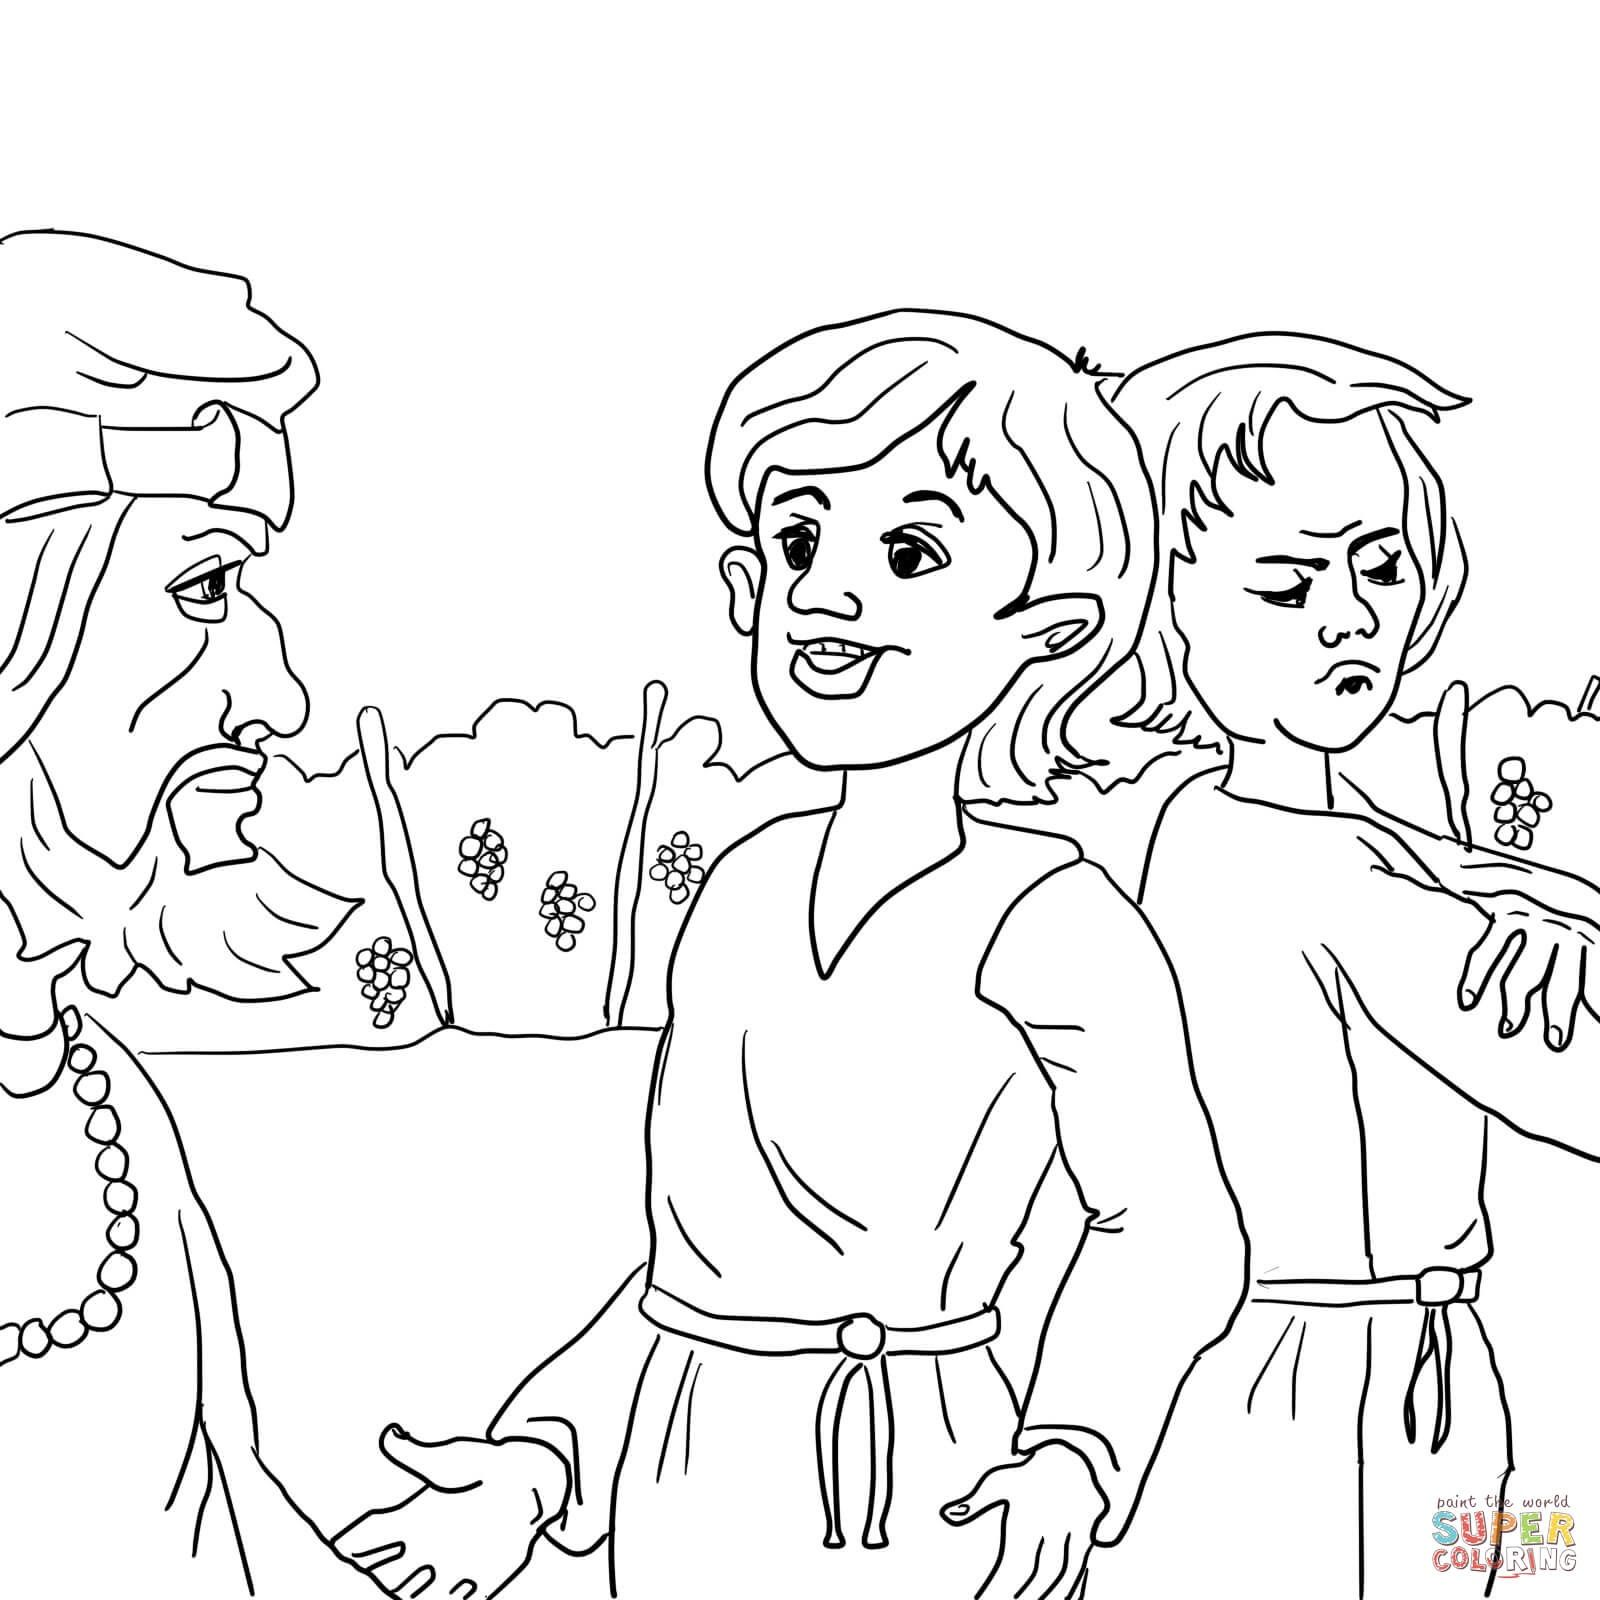 paint the world
SUPER
COLORING